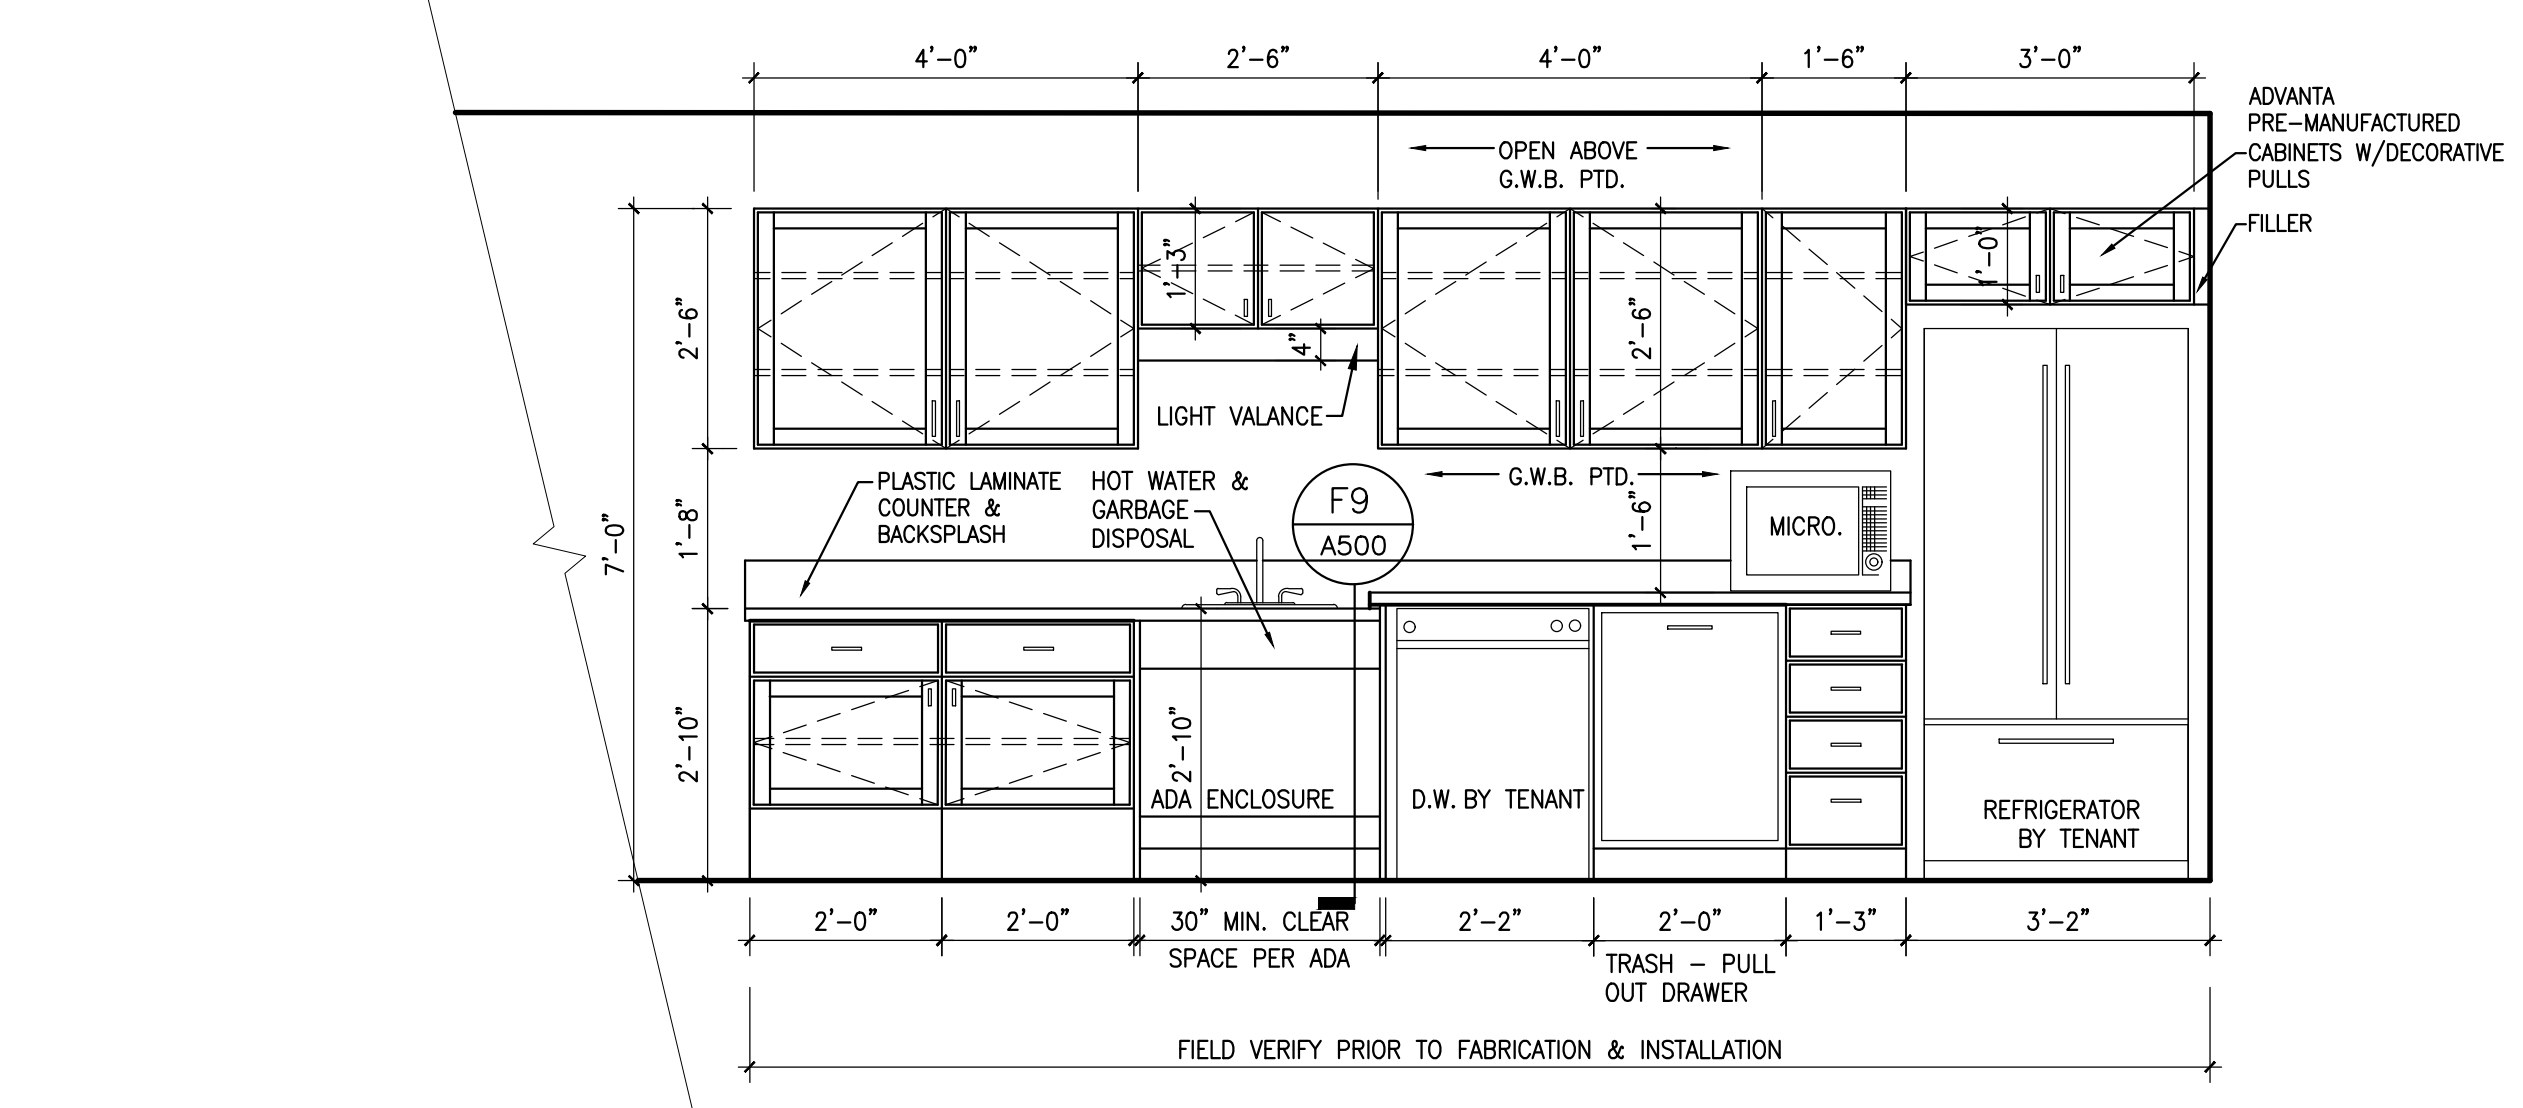 4'-0" 2'-6" 4'-0" 1'-6" 3'-0"
ADVANTA
PRE-MANUFACTURED
CABINETS W/DECORATIVE
PULLS
FILLER
OPEN ABOVE
G.W.B. PTD.
1'-3"
1'-0"
2'-6"
4"
2'-6"
LIGHT VALANCE
PLASTIC LAMINATE
COUNTER &
BACKSPLASH
HOT WATER &
GARBAGE
DISPOSAL
F9
A500
G.W.B. PTD.
1'-6"
MICRO.
7'-0"
1'-8"
2'-10"
2'-10"
ADA ENCLOSURE
D.W. BY TENANT
REFRIGERATOR
BY TENANT
2'-0" 2'-0" 30" MIN. CLEAR 2'-2" 2'-0" 1'-3" 3'-2"
SPACE PER ADA
TRASH - PULL
OUT DRAWER
FIELD VERIFY PRIOR TO FABRICATION & INSTALLATION